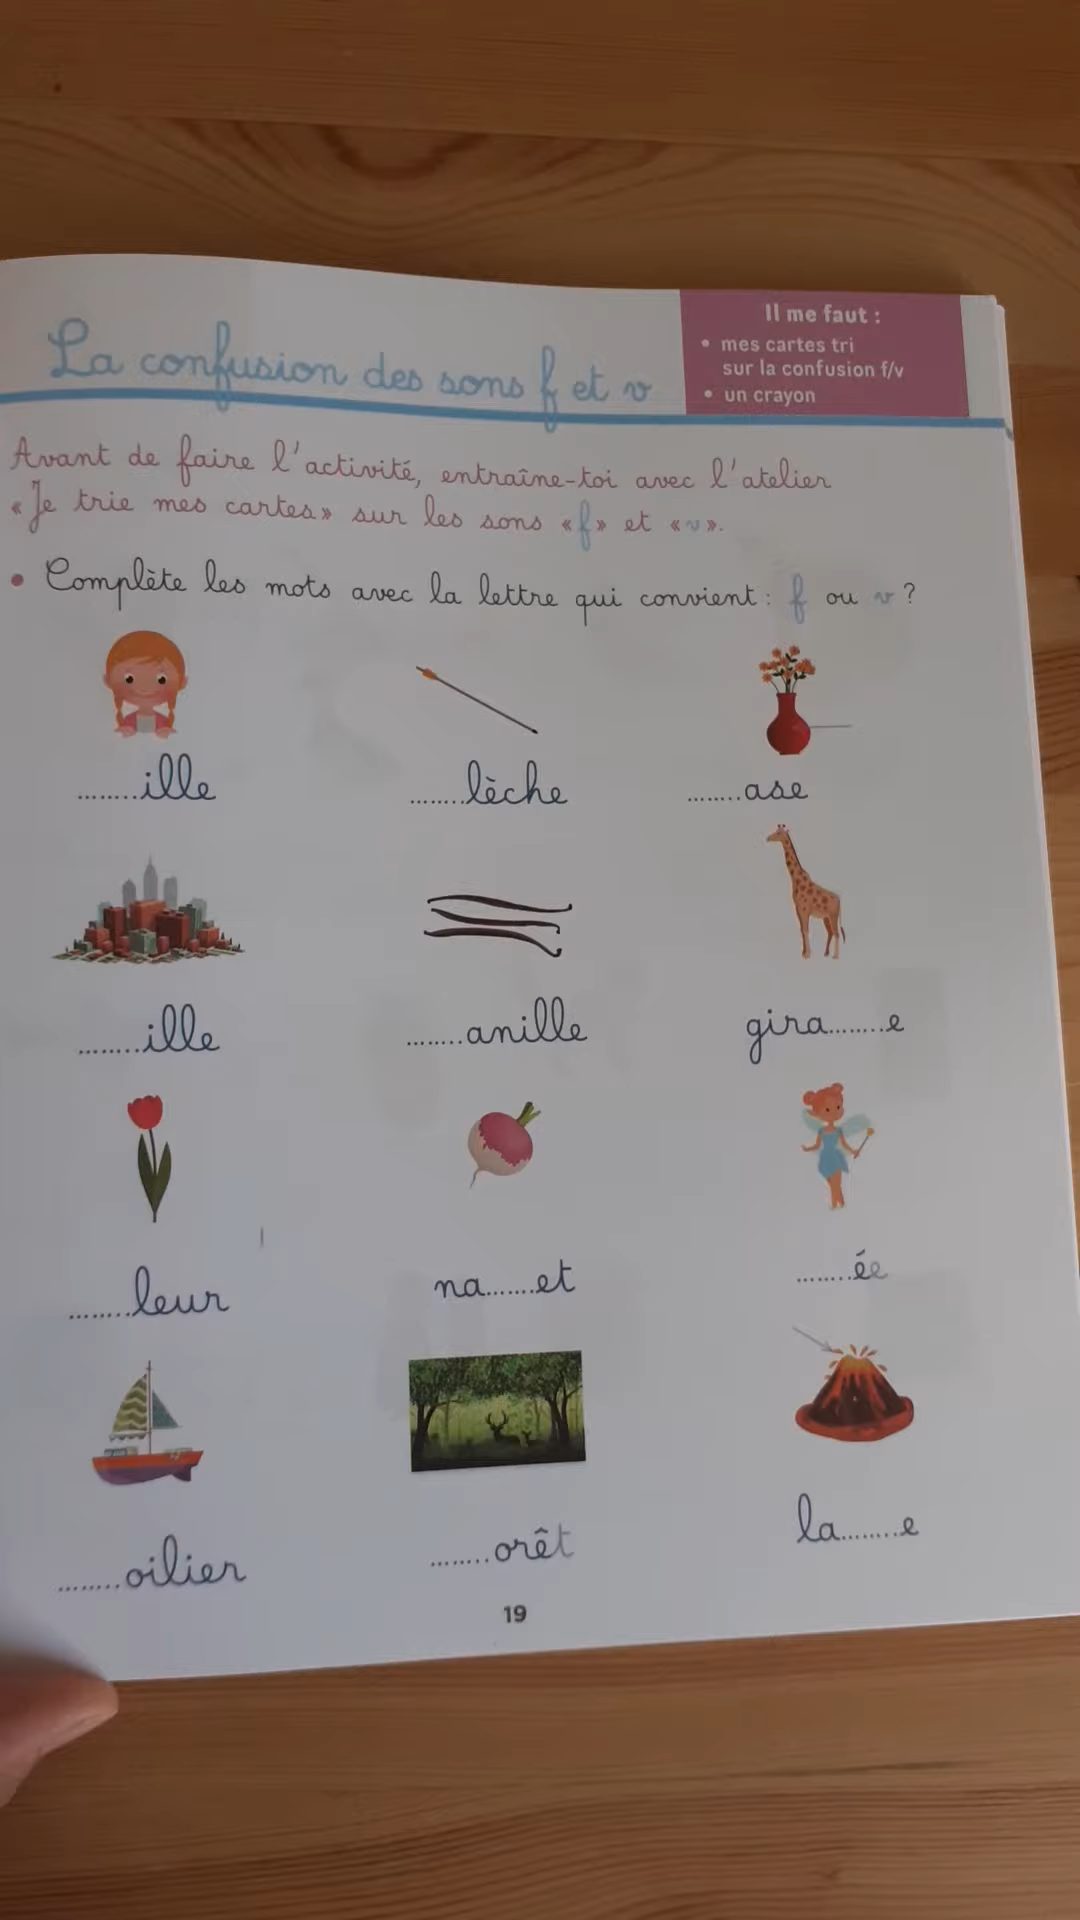 La confusion des sons f et v
Il me faut :
• mes cartes tri
sur la confusion f/v
• un crayon
Avant de faire l'activité, entraîne-toi avec l'atelier
« Je trie mes cartes» sur les sons «f» et «v».
• Complète les mots avec la lettre qui convient : f ou v ?
........ille
........lèche
........ase
........ille
........anille
gira........e
........leur
na.......et
........ée
........oilier
........orêt
la........e
19